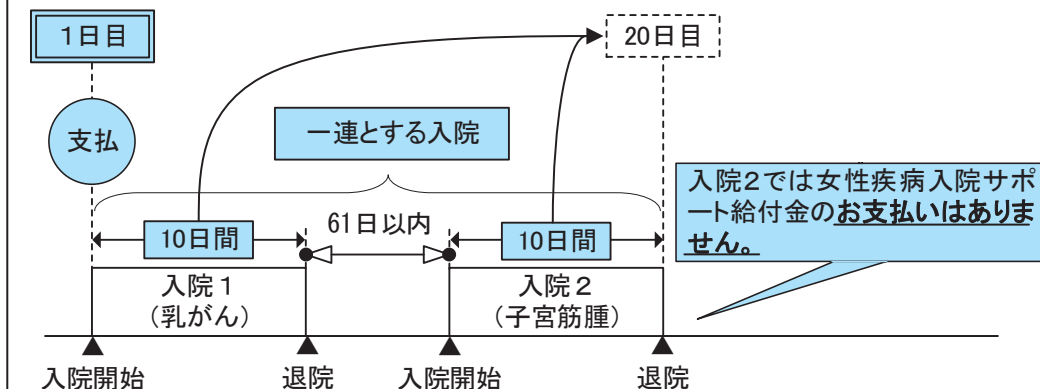 1日目
20日目
支払
一連とする入院
入院2では女性疾病入院サポ
ート給付金のお支払いはありま
せん。
10日間
61日以内
10日間
入院1
(乳がん)
入院2
(子宮筋腫)
入院開始
退院
入院開始
退院